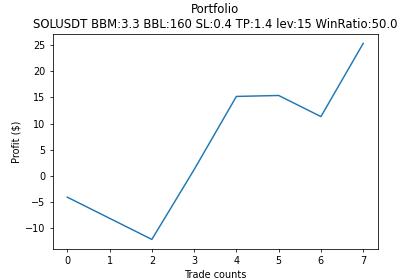 Portfolio
SOLUSDT BBM:3.3 BBL:160 SL:0.4 TP:1.4 lev:15 WinRatio:50.0
25
20
15
10
5
0
−5
−10
Profit ($)
0 1 2 3 4 5 6 7
Trade counts